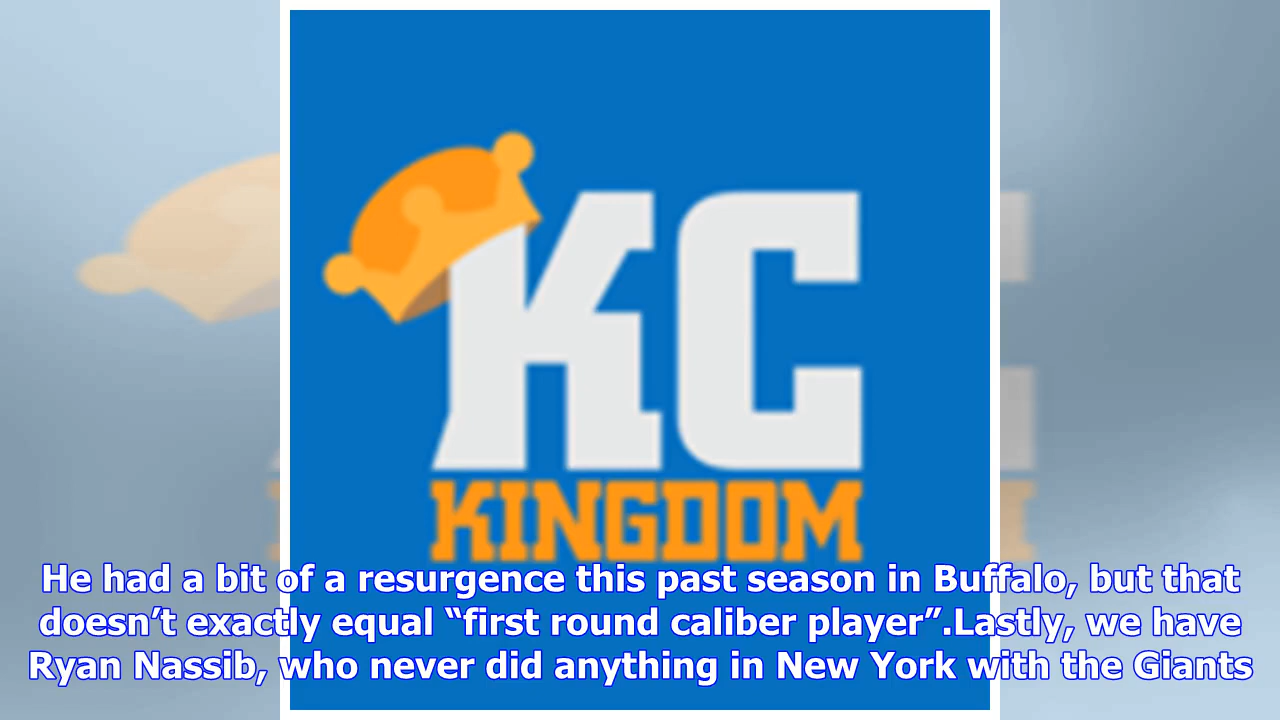 KC
KINGDOM
He had a bit of a resurgence this past season in Buffalo, but that
doesn’t exactly equal “first round caliber player”.Lastly, we have
Ryan Nassib, who never did anything in New York with the Giants